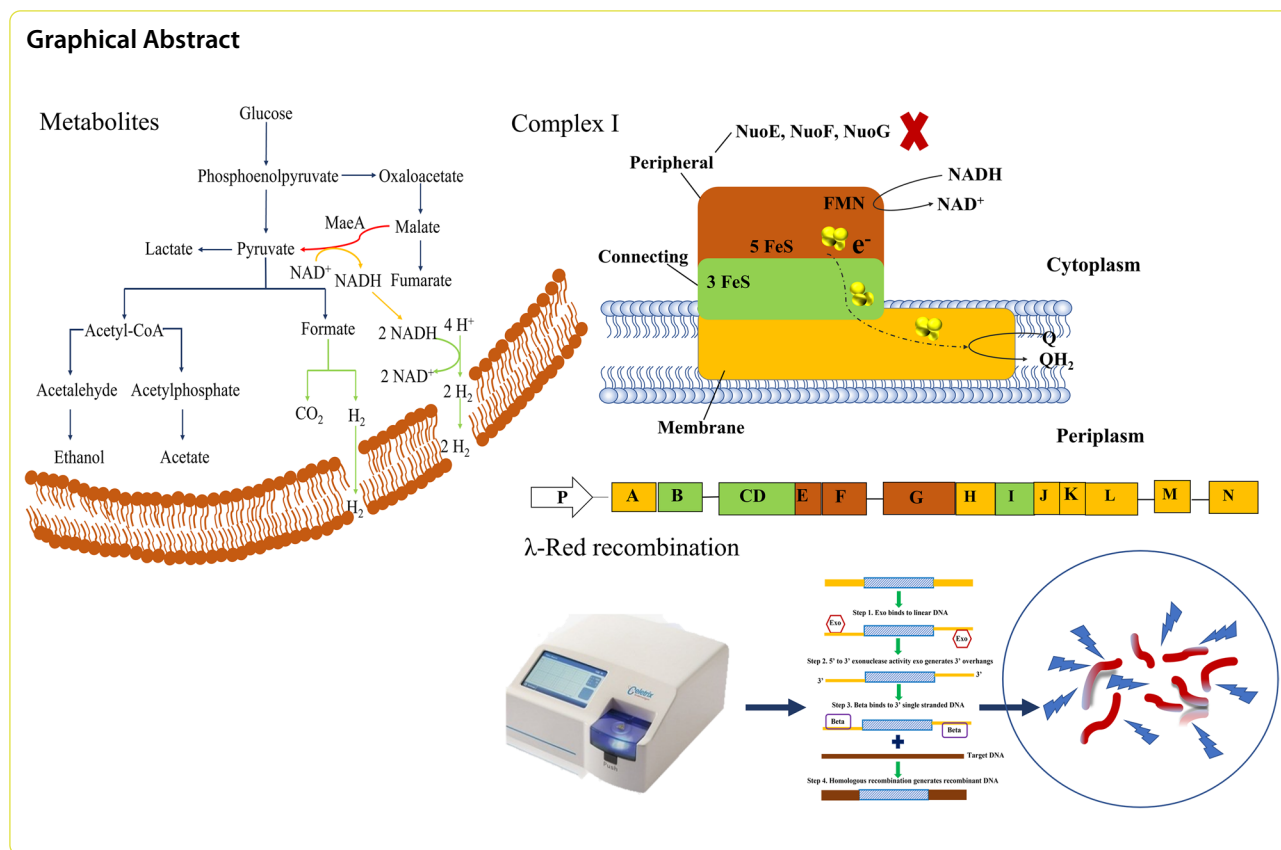 Graphical Abstract
Metabolites
Glucose
Phosphoenolpyruvate
Oxaloacetate
MaeA
Malate
Lactate
Pyruvate
NAD+
NADH
Fumarate
Acetyl-CoA
Formate
2 NADH
4 H+
2 NAD+
2 H2
Acetalehyde
Acetylphosphate
CO2
H2
2 H2
Ethanol
Acetate
H2
Complex I
NuoE, NuoF, NuoG
Peripheral
NADH
FMN
NAD+
5 FeS
e-
Connecting
3 FeS
Cytoplasm
Q
QH2
Membrane
Periplasm
P
A
B
CD
E
F
G
H
I
J
K
L
M
N
λ-Red recombination
Celetrix
Push
Step 1. Exo binds to linear DNA
Exo
Exo
Step 2. 5’ to 3’ exonuclease activity exo generates 3’ overhangs
3’
3’
Step 3. Beta binds to 3’ single stranded DNA
Beta
Beta
Target DNA
Step 4. Homologous recombination generates recombinant DNA